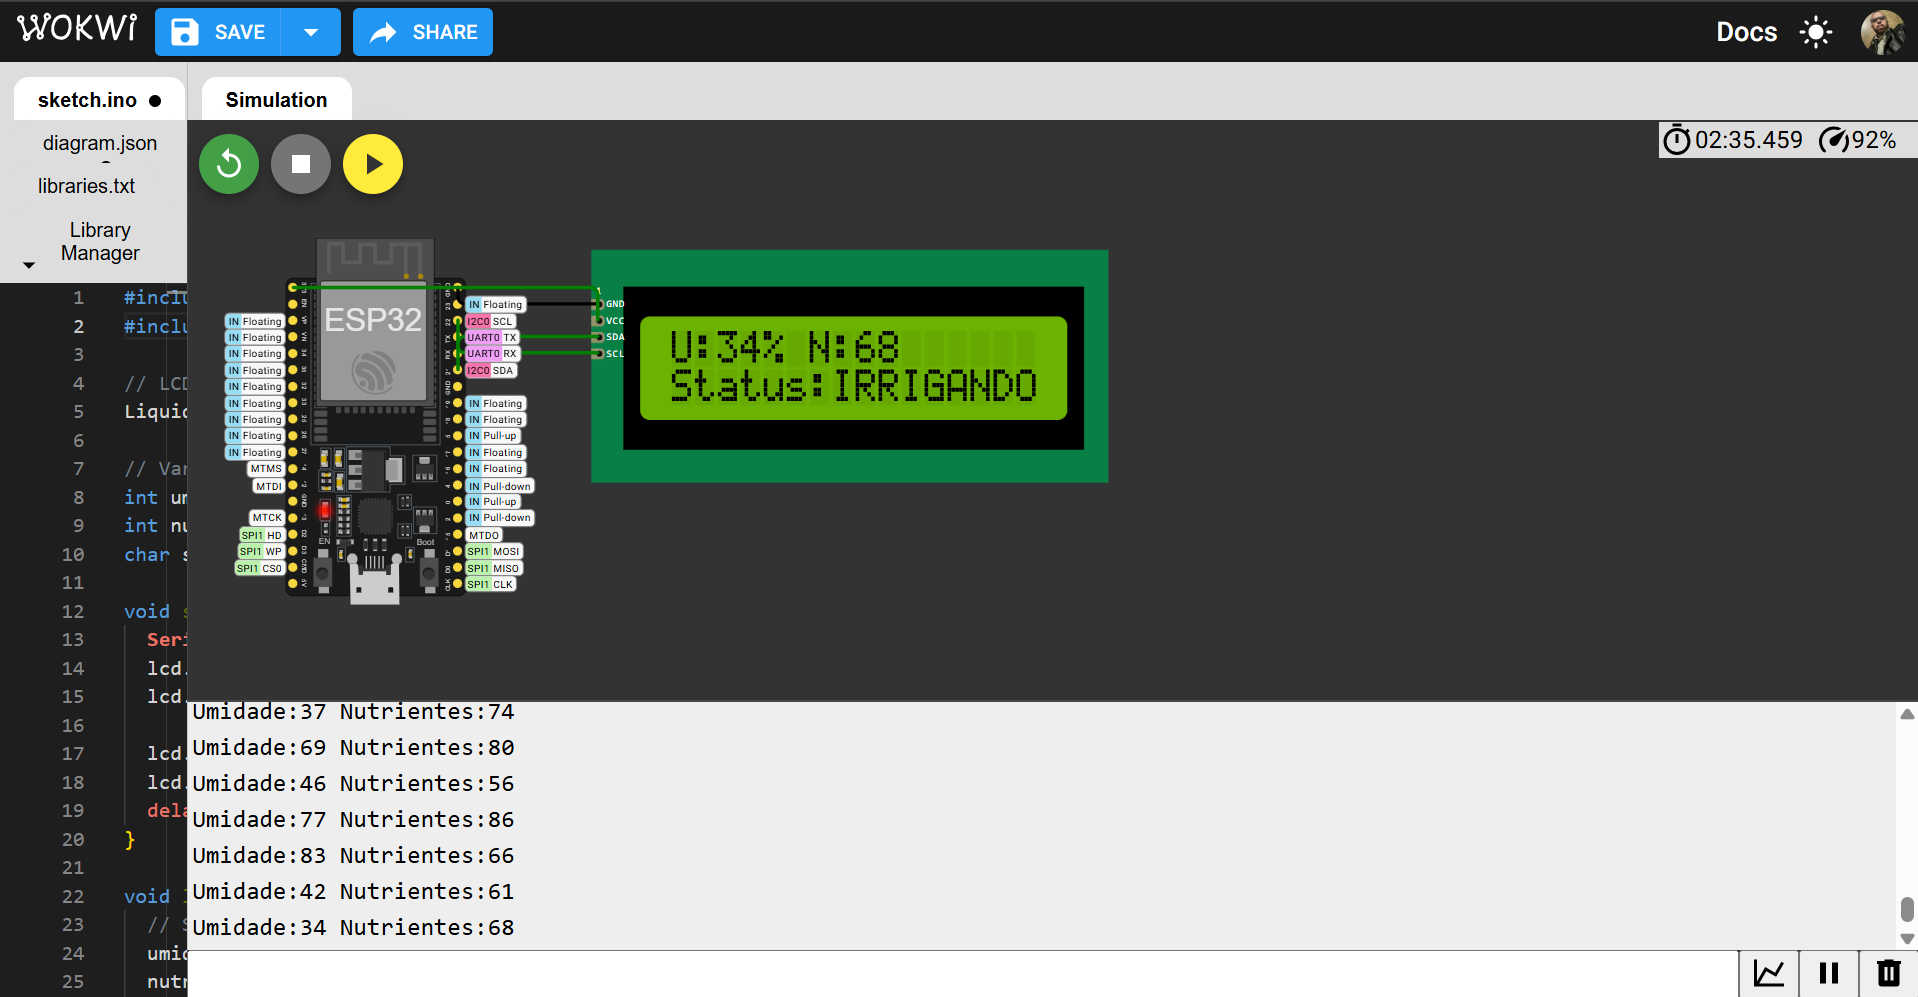 WOKWI SAVE SHARE Docs
sketch.ino ● Simulation
diagram.json
libraries.txt
Library
Manager
02:35.459 92%
1 #inclu
2 #inclu
3
4 // LCD
5 Liquid
6
7 // Var
8 int um
9 int nu
10 char s
11
12 void s
13 Seri
14 lcd.
15 lcd.
16
17 lcd.
18 lcd.
19 dela
20 }
21
22 void
23 // S
24 umid
25 nutr
ESP32
IN Floating
IN Floating
IN Floating
IN Floating
IN Floating
IN Floating
IN Floating
IN Floating
IN Floating
MTMS
MTDI
MTCK
SPI1 HD
SPI1 WP
SPI1 CS0
EN
Boot
IN Floating
I2C0 SCL
UART0 TX
UART0 RX
I2C0 SDA
IN Floating
IN Floating
IN Pull-up
IN Floating
IN Floating
IN Pull-down
IN Pull-up
IN Pull-down
MTDO
SPI1 MOSI
SPI1 MISO
SPI1 CLK
1
GND
VCC
SDA
SCL
U:34% N:68
Status:IRRIGANDO
Umidade:37 Nutrientes:74
Umidade:69 Nutrientes:80
Umidade:46 Nutrientes:56
Umidade:77 Nutrientes:86
Umidade:83 Nutrientes:66
Umidade:42 Nutrientes:61
Umidade:34 Nutrientes:68